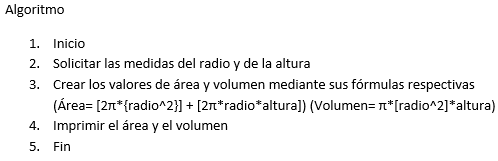 Algoritmo
1. Inicio
2. Solicitar las medidas del radio y de la altura
3. Crear los valores de área y volumen mediante sus fórmulas respectivas
(Área= [2π*{radio^2}] + [2π*radio*altura]) (Volumen= π*[radio^2]*altura)
4. Imprimir el área y el volumen
5. Fin